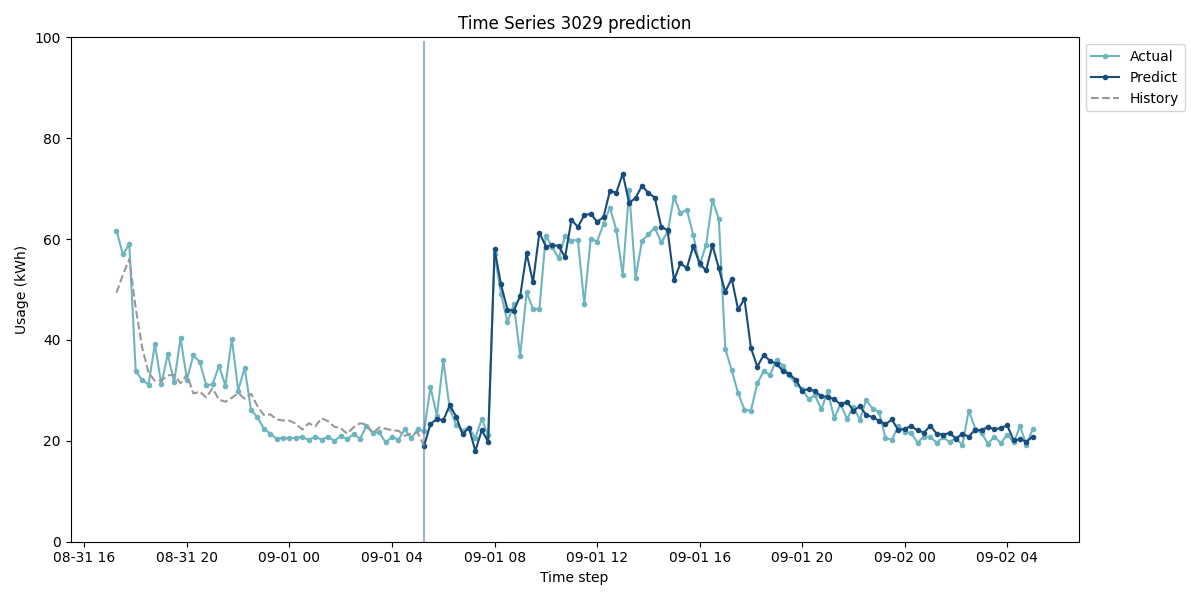 Time Series 3029 prediction
100
80
60
40
20
0
Usage (kWh)
08-31 16
08-31 20
09-01 00
09-01 04
09-01 08
09-01 12
09-01 16
09-01 20
09-02 00
09-02 04
Time step
Actual
Predict
History